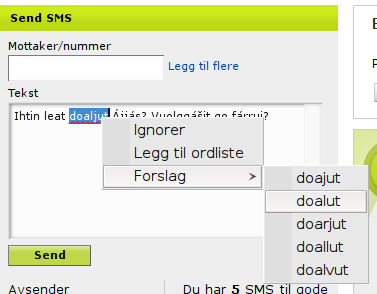 Send SMS
Mottaker/nummer
Legg til flere
Tekst
Ihtin leat doaljut Ájjás? Vuolggášit go fárrui?
Ignorer
Legg til ordliste
Forslag
doajut
doalut
doarjut
doallut
doalvut
Send
Avsender
Du har 5 SMS til gode